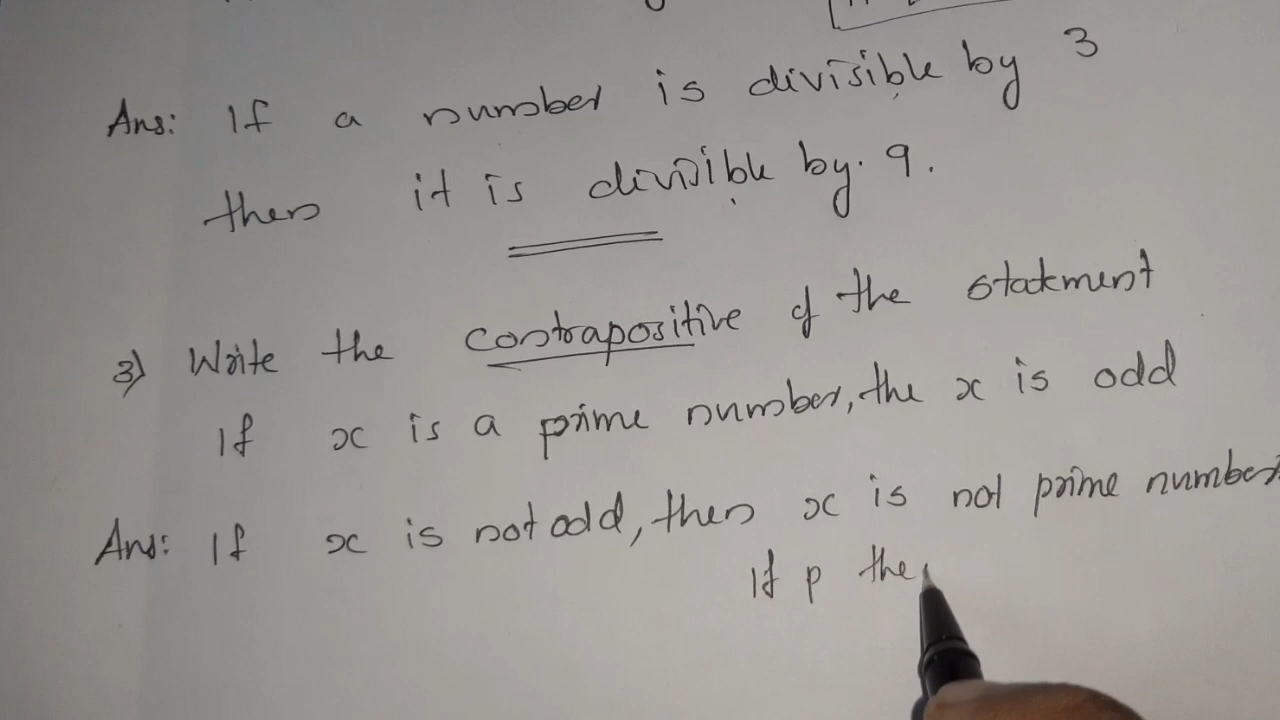 Ans: If a number is divisible by 3
then it is divisible by 9.
3) Write the contrapositive of the statement
If x is a prime number, the x is odd
Ans: If x is not odd, then x is not prime number
If p the